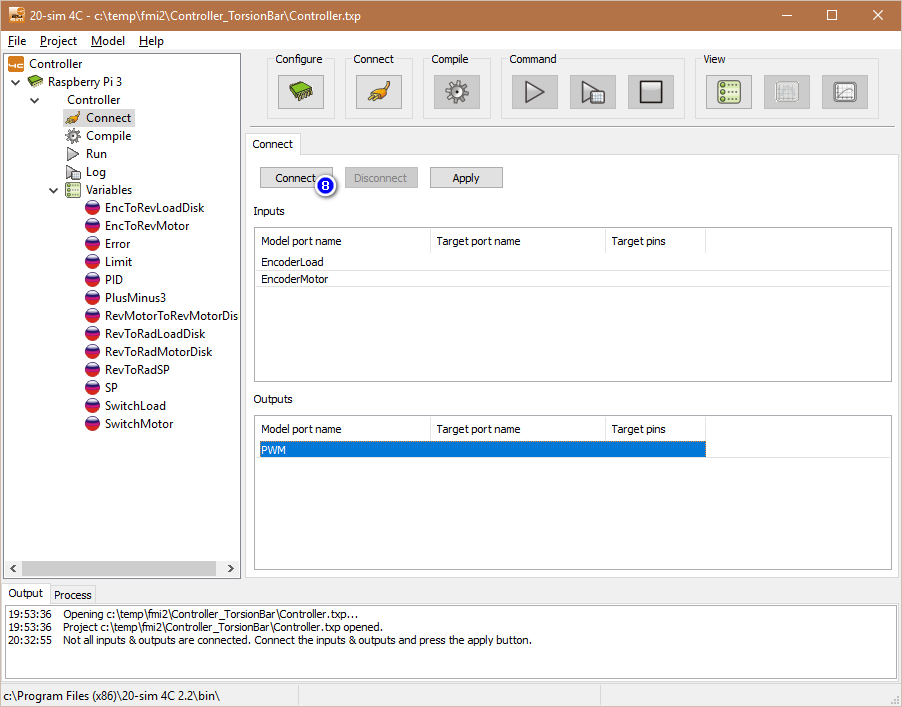 20-sim 4C - c:\temp\fmi2\Controller_TorsionBar\Controller.txp
File Project Model Help
Controller
Raspberry Pi 3
Controller
Connect
Compile
Run
Log
Variables
EncToRevLoadDisk
EncToRevMotor
Error
Limit
PID
PlusMinus3
RevMotorToRevMotorDis
RevToRadLoadDisk
RevToRadMotorDisk
RevToRadSP
SP
SwitchLoad
SwitchMotor
Configure Connect Compile Command View
Connect
Connect 8 Disconnect Apply
Inputs
Model port name Target port name Target pins
EncoderLoad
EncoderMotor
Outputs
Model port name Target port name Target pins
PWM
Output Process
19:53:36 Opening c:\temp\fmi2\Controller_TorsionBar\Controller.txp...
19:53:36 Project c:\temp\fmi2\Controller_TorsionBar\Controller.txp opened.
20:32:55 Not all inputs & outputs are connected. Connect the inputs & outputs and press the apply button.
c:\Program Files (x86)\20-sim 4C 2.2\bin\